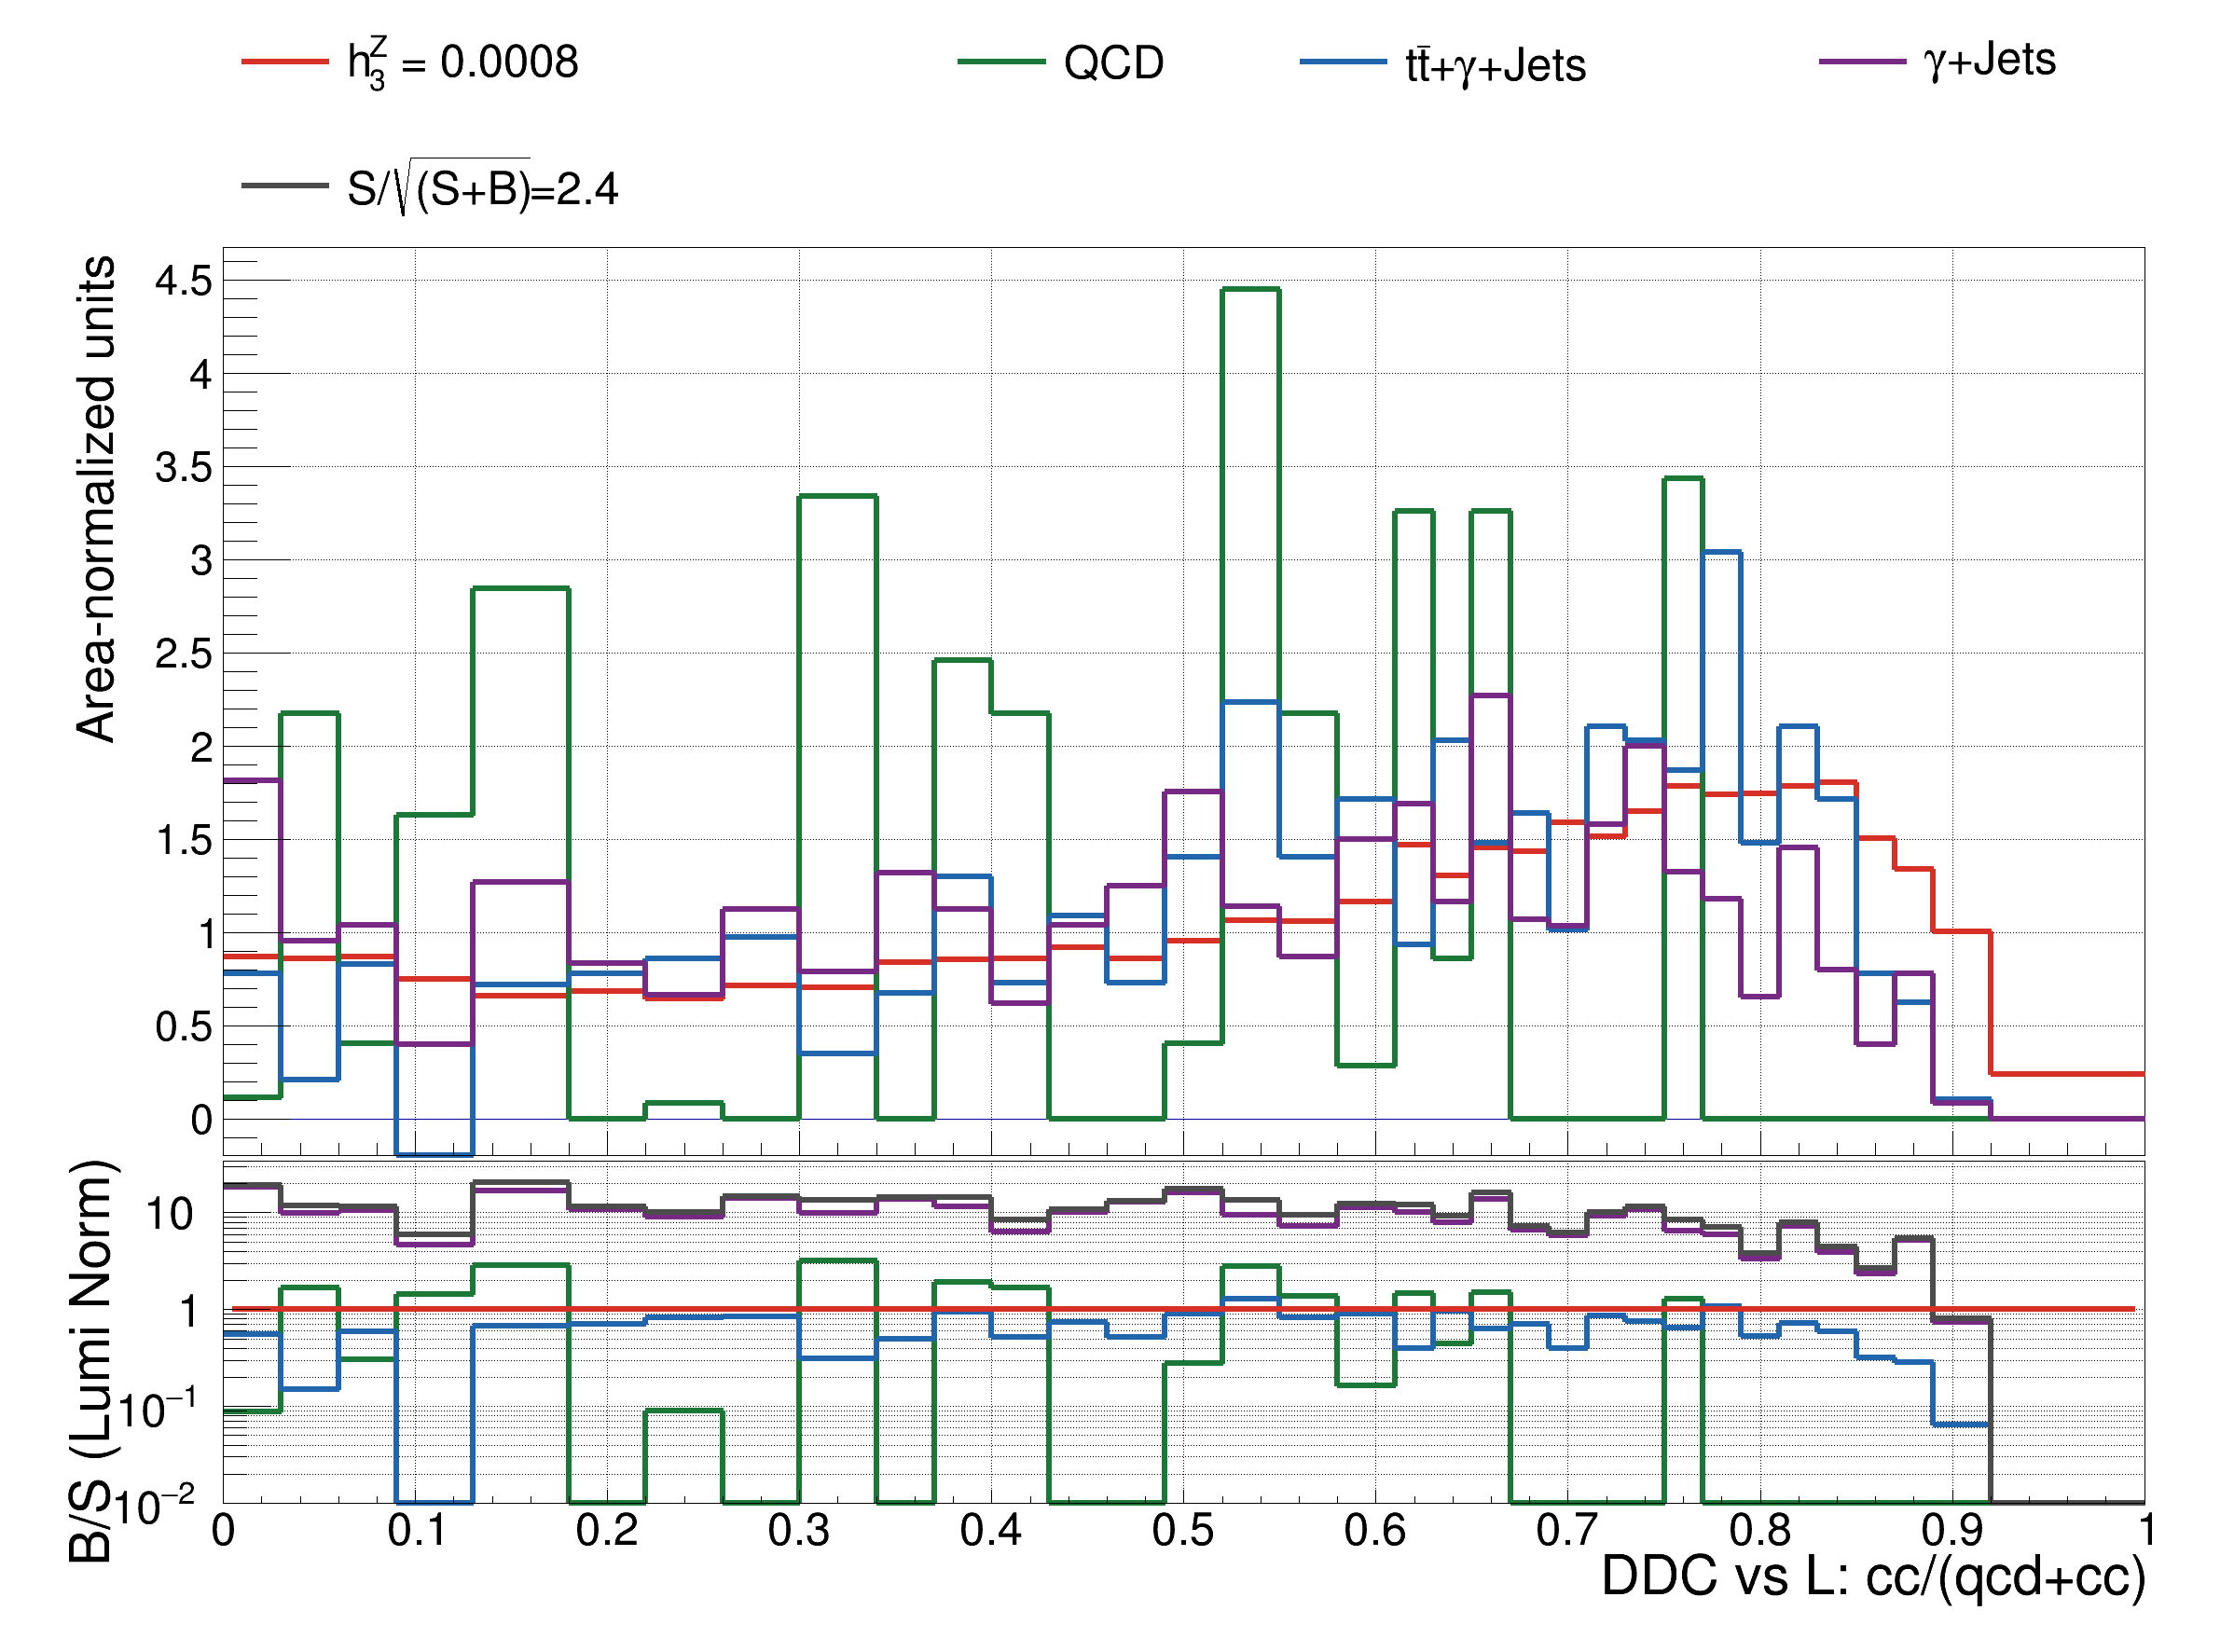 h₃ᶻ = 0.0008 QCD tt̄+γ+Jets γ+Jets
S/√(S+B)=2.4
Area-normalized units
4.5
4
3.5
3
2.5
2
1.5
1
0.5
0
B/S (Lumi Norm)
10
1
10⁻¹
10⁻²
0 0.1 0.2 0.3 0.4 0.5 0.6 0.7 0.8 0.9 1
DDC vs L: cc/(qcd+cc)